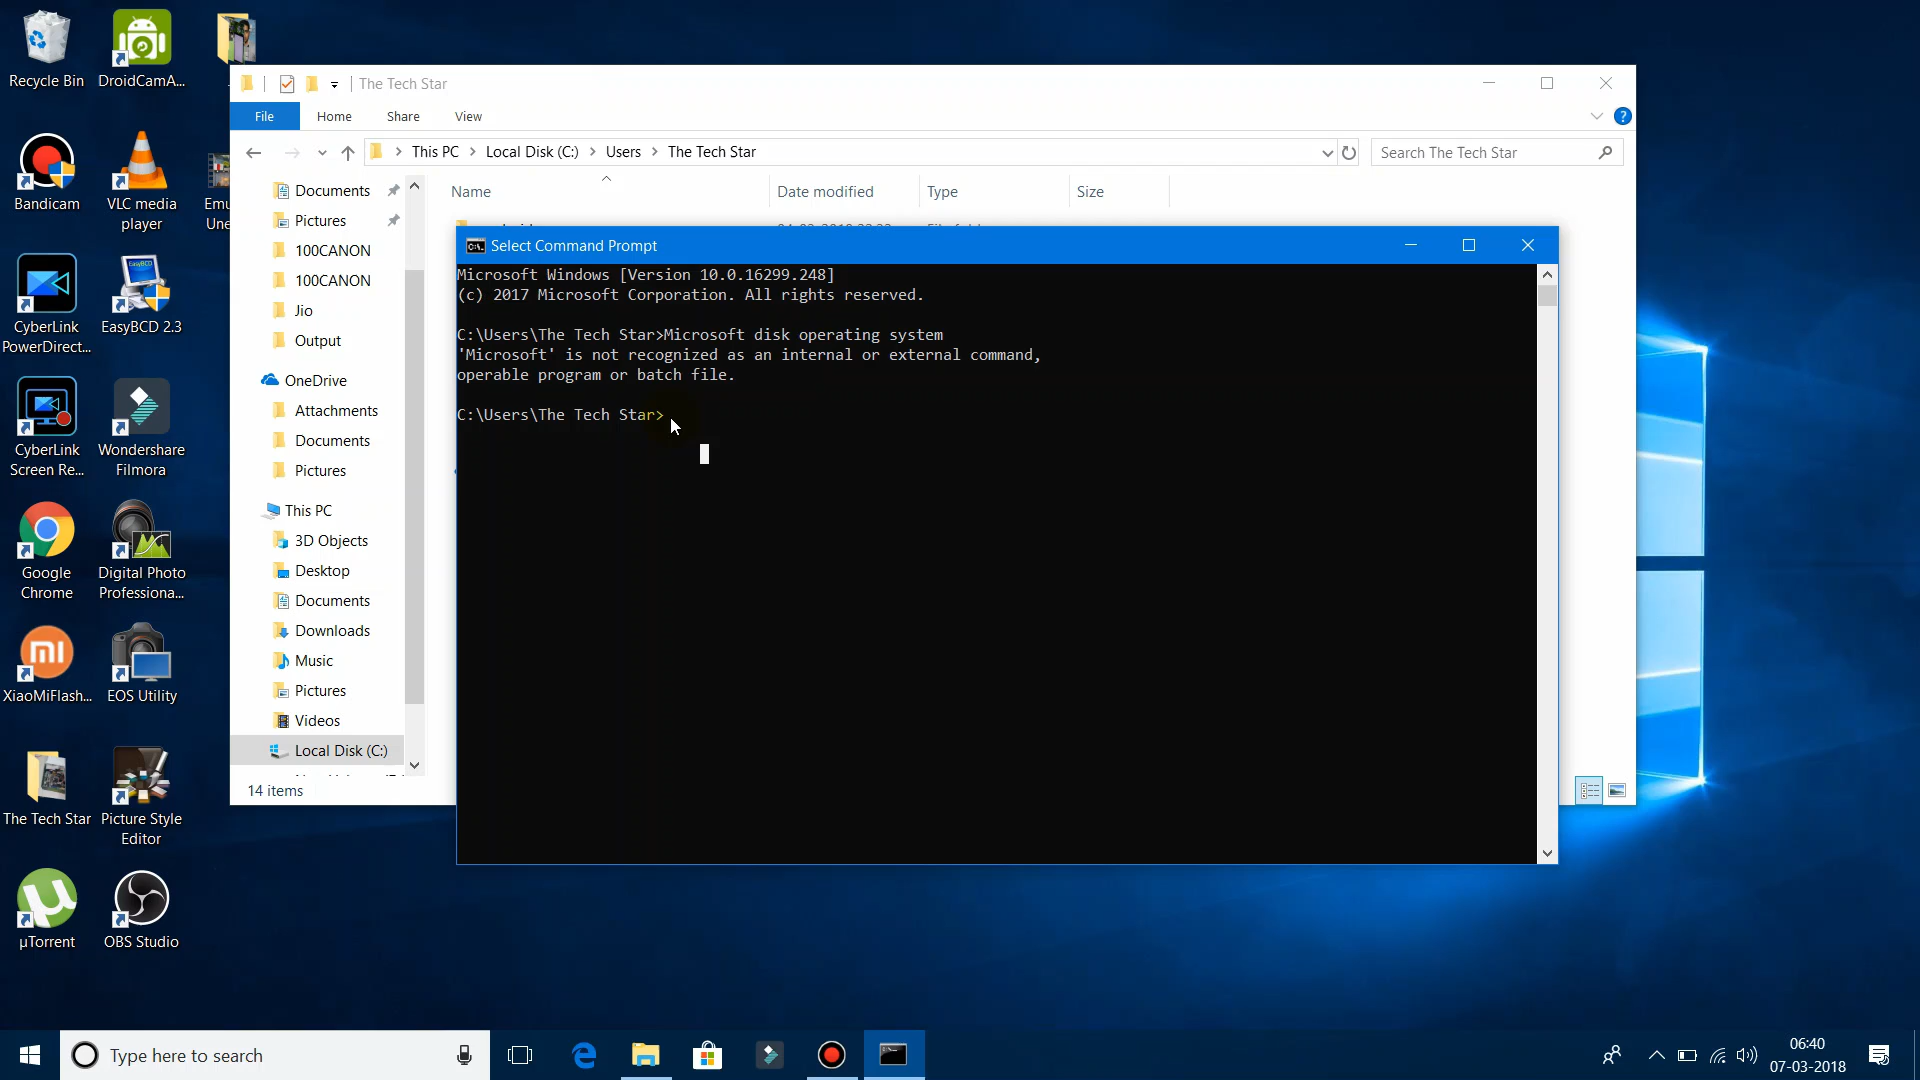 Recycle Bin
DroidCamA...
Bandicam
VLC media
player
Emu
Une
CyberLink
PowerDirect...
EasyBCD 2.3
CyberLink
Screen Re...
Wondershare
Filmora
Google
Chrome
Digital Photo
Professiona...
XiaoMiFlash...
EOS Utility
The Tech Star
Picture Style
Editor
µTorrent
OBS Studio
The Tech Star
File
Home
Share
View
This PC
Local Disk (C:)
Users
The Tech Star
Search The Tech Star
Name
Date modified
Type
Size
Documents
Pictures
100CANON
100CANON
Jio
Output
OneDrive
Attachments
Documents
Pictures
This PC
3D Objects
Desktop
Documents
Downloads
Music
Pictures
Videos
Local Disk (C:)
14 items
Select Command Prompt
Microsoft Windows [Version 10.0.16299.248]
(c) 2017 Microsoft Corporation. All rights reserved.
C:\Users\The Tech Star>Microsoft disk operating system
'Microsoft' is not recognized as an internal or external command,
operable program or batch file.
C:\Users\The Tech Star>
Type here to search
06:40
07-03-2018